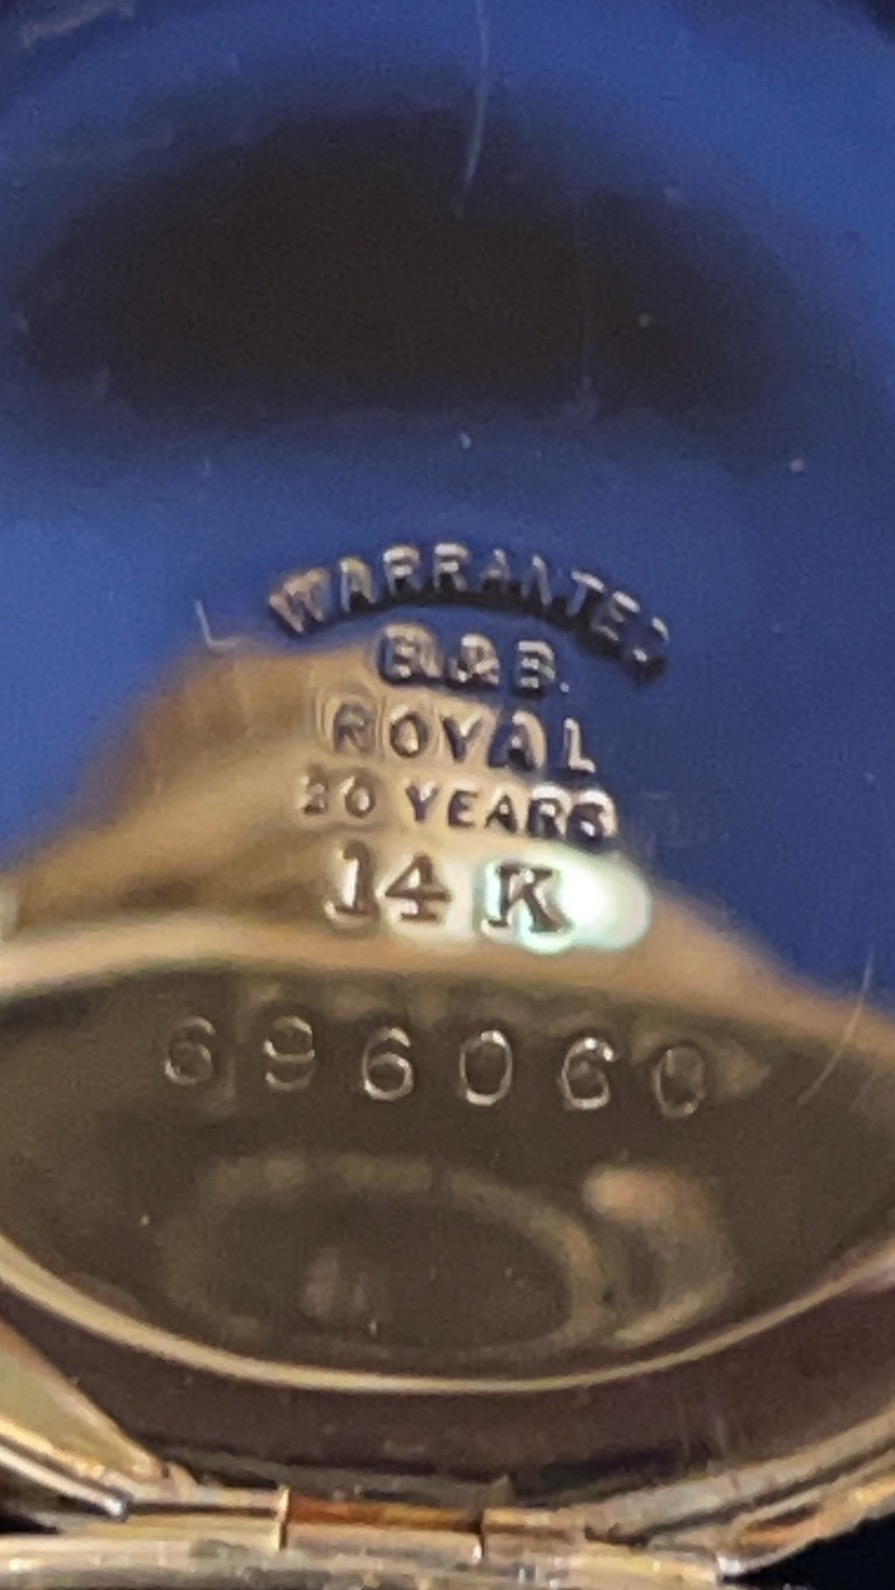 WARRANTED
B.&B.
ROYAL
20 YEARS
14 K
696060